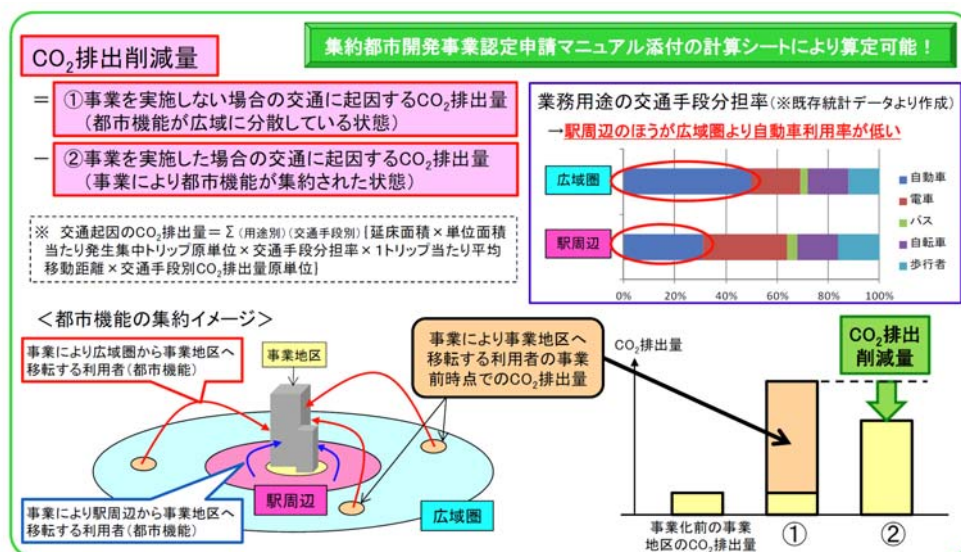 集約都市開発事業認定申請マニュアル添付の計算シートにより算定可能！
CO₂排出削減量
＝
①事業を実施しない場合の交通に起因するCO₂排出量
(都市機能が広域に分散している状態)
－
②事業を実施した場合の交通に起因するCO₂排出量
(事業により都市機能が集約された状態)
※ 交通起因のCO₂排出量＝Σ(用途別)(交通手段別){延床面積×単位面積
当たり発生集中トリップ原単位×交通手段分担率×1トリップ当たり平均
移動距離×交通手段別CO₂排出量原単位}
業務用途の交通手段分担率(※既存統計データより作成)
→駅周辺のほうが広域圏より自動車利用率が低い
広域圏
駅周辺
自動車
電車
バス
自転車
歩行者
0% 20% 40% 60% 80% 100%
＜都市機能の集約イメージ＞
事業により広域圏から事業地区へ
移転する利用者(都市機能)
事業地区
事業により事業地区へ
移転する利用者の事業
前時点でのCO₂排出量
駅周辺
広域圏
事業により駅周辺から事業地区へ
移転する利用者(都市機能)
CO₂排出量
CO₂排出
削減量
事業化前の事業
地区のCO₂排出量
①
②